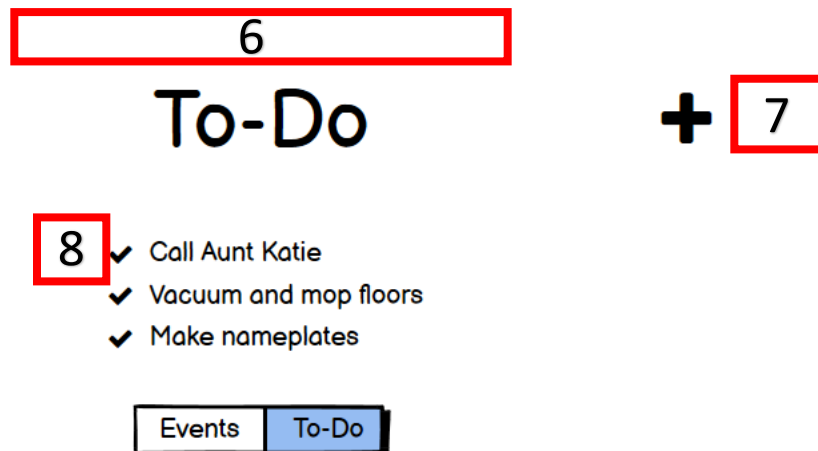 6
To-Do
+ 7
8
✔ Call Aunt Katie
✔ Vacuum and mop floors
✔ Make nameplates
Events To-Do